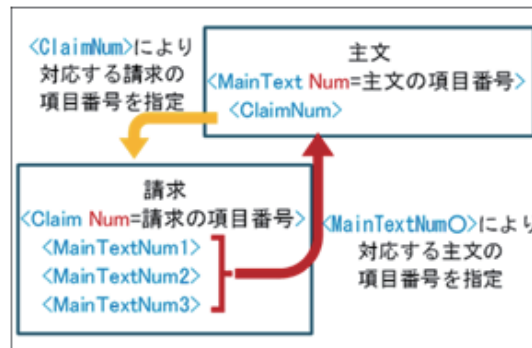 <ClaimNum>により
対応する請求の
項目番号を指定
主文
<MainText Num=主文の項目番号>
<ClaimNum>
請求
<Claim Num=請求の項目番号>
<MainTextNum1>
<MainTextNum2>
<MainTextNum3>
<MainTextNum〇>により
対応する主文の
項目番号を指定